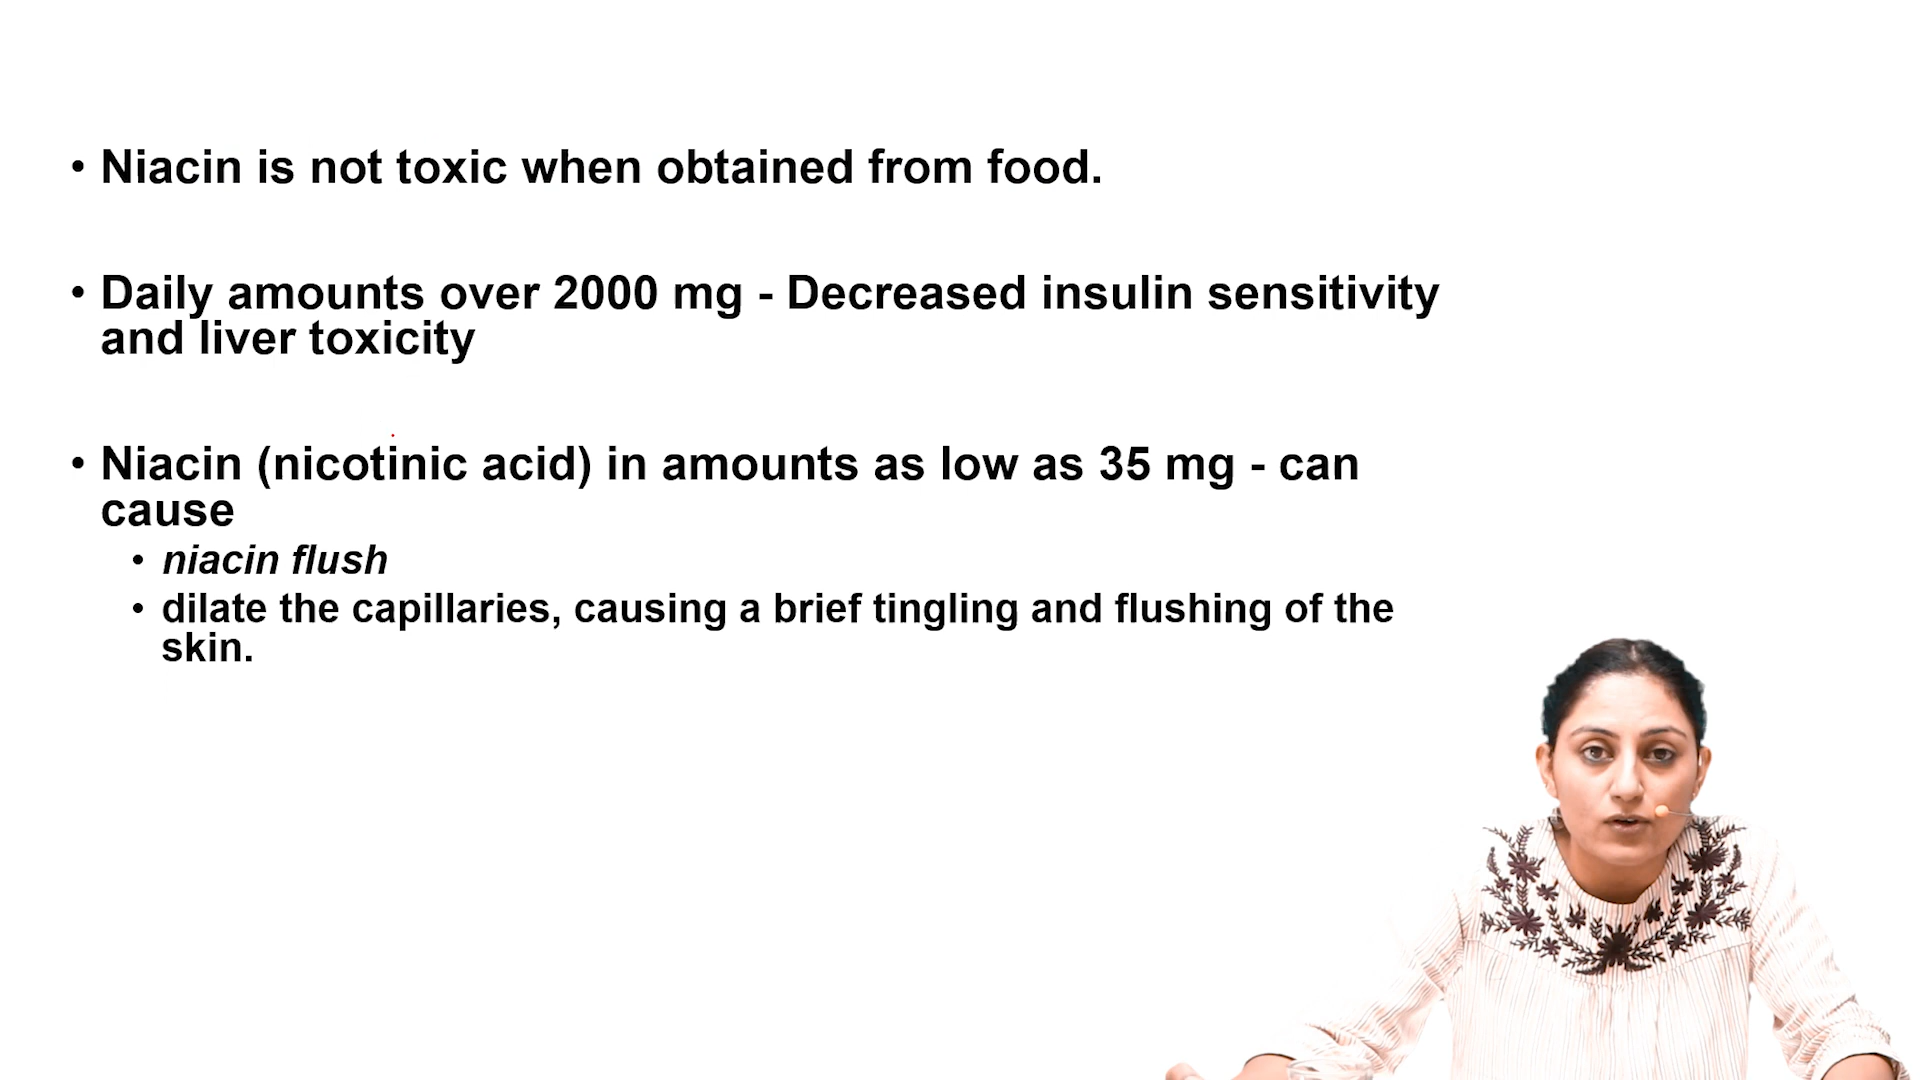 • Niacin is not toxic when obtained from food.
• Daily amounts over 2000 mg - Decreased insulin sensitivity
and liver toxicity
• Niacin (nicotinic acid) in amounts as low as 35 mg - can
cause
• niacin flush
• dilate the capillaries, causing a brief tingling and flushing of the
skin.